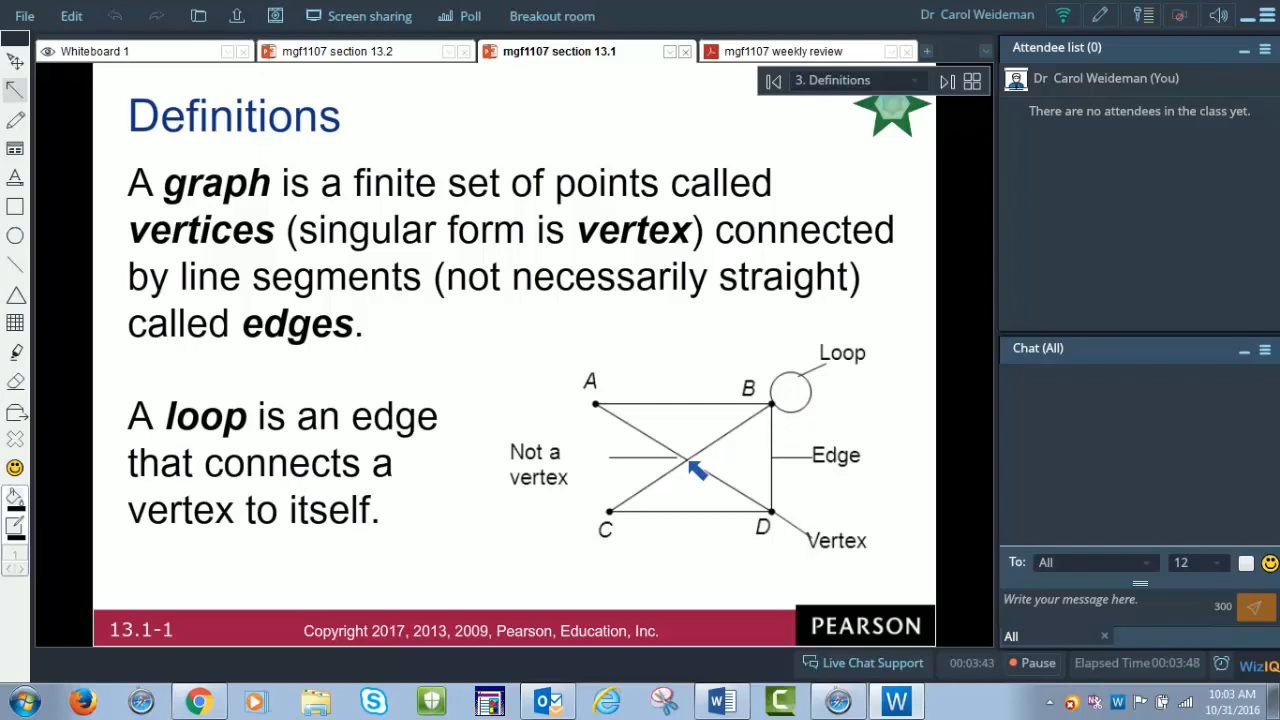 File Edit Screen sharing Poll Breakout room Dr Carol Weideman
Whiteboard 1 mgf1107 section 13.2 mgf1107 section 13.1 mgf1107 weekly review
3. Definitions
Attendee list (0)
Dr Carol Weideman (You)
There are no attendees in the class yet.
Definitions
A graph is a finite set of points called
vertices (singular form is vertex) connected
by line segments (not necessarily straight)
called edges.
A loop is an edge
that connects a
vertex to itself.
Loop
A
B
Not a
vertex
Edge
C
D
Vertex
13.1-1
Copyright 2017, 2013, 2009, Pearson, Education, Inc.
PEARSON
1
Chat (All)
To: All 12
Write your message here.
300
All
Live Chat Support 00:03:43 Pause Elapsed Time 00:03:48 WizIQ
10:03 AM
10/31/2016